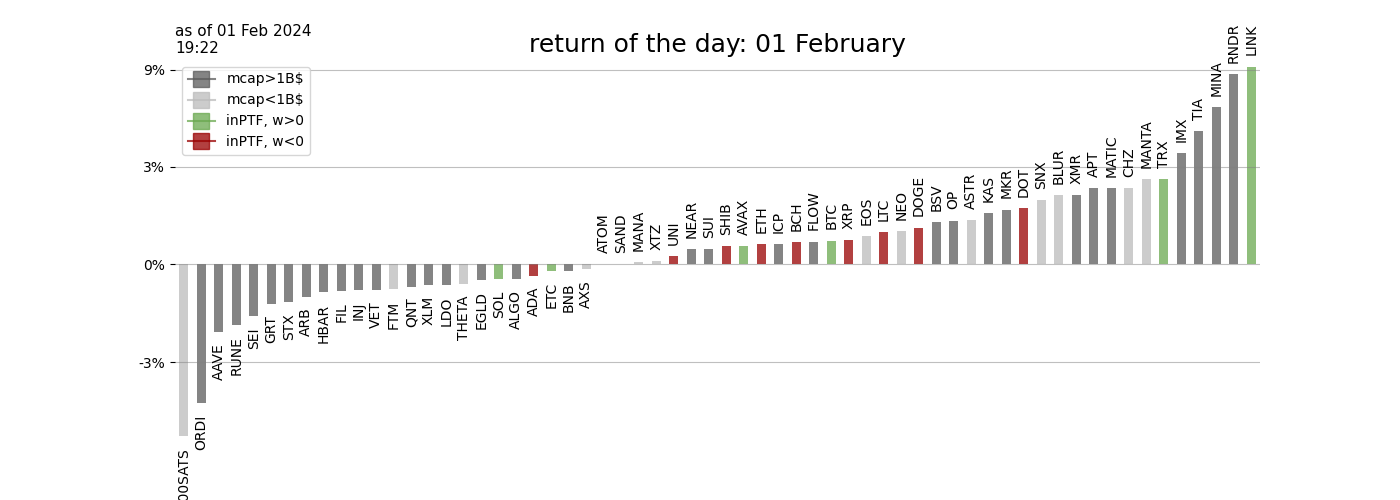 as of 01 Feb 2024
19:22
return of the day: 01 February
mcap>1B$
mcap<1B$
inPTF, w>0
inPTF, w<0
9%
3%
0%
-3%
00SATS
ORDI
AAVE
RUNE
SEI
GRT
STX
ARB
HBAR
FIL
INJ
VET
FTM
QNT
XLM
LDO
THETA
EGLD
SOL
ALGO
ADA
ETC
BNB
AXS
ATOM
SAND
MANA
XTZ
UNI
NEAR
SUI
SHIB
AVAX
ETH
ICP
BCH
FLOW
BTC
XRP
EOS
LTC
NEO
DOGE
BSV
OP
ASTR
KAS
MKR
DOT
SNX
BLUR
XMR
APT
MATIC
CHZ
MANTA
TRX
IMX
TIA
MINA
RNDR
LINK